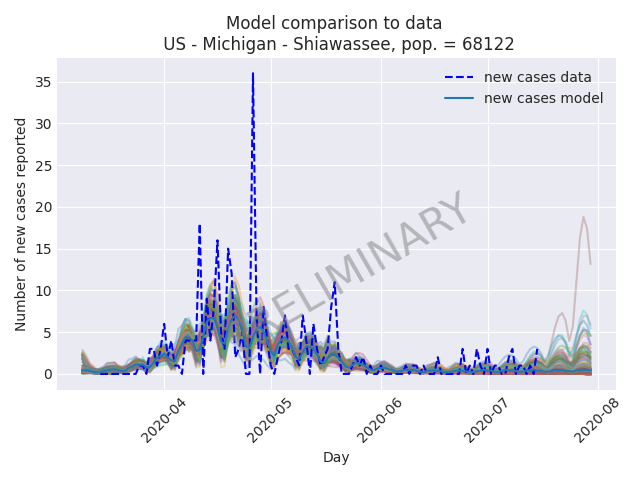 Model comparison to data
US - Michigan - Shiawassee, pop. = 68122
new cases data
new cases model
Number of new cases reported
35
30
25
20
15
10
5
0
ELIMINARY
2020-04
2020-05
2020-06
2020-07
2020-08
Day